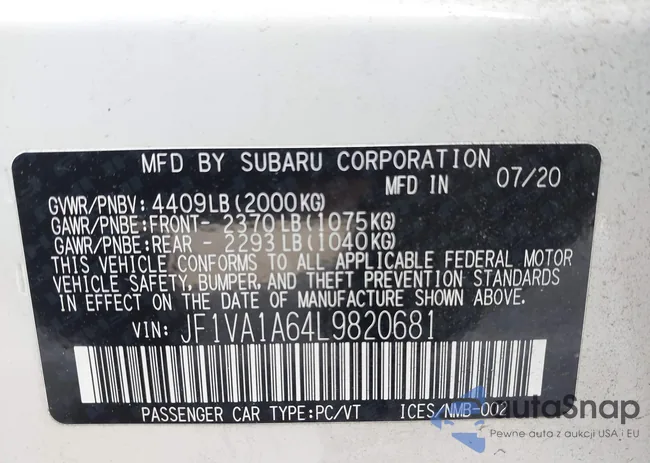 MFD BY SUBARU CORPORATION
MFD IN 07/20
GVWR/PNBV: 4409LB (2000KG)
GAWR/PNBE:FRONT- 2370LB (1075KG)
GAWR/PNBE:REAR - 2293LB (1040KG)
THIS VEHICLE CONFORMS TO ALL APPLICABLE FEDERAL MOTOR
VEHICLE SAFETY, BUMPER, AND THEFT PREVENTION STANDARDS
IN EFFECT ON THE DATE OF MANUFACTURE SHOWN ABOVE.
VIN: JF1VA1A64L9820681
PASSENGER CAR TYPE:PC/VT ICES/NMB-002
autaSnap
Pewne auta z aukcji USA i EU